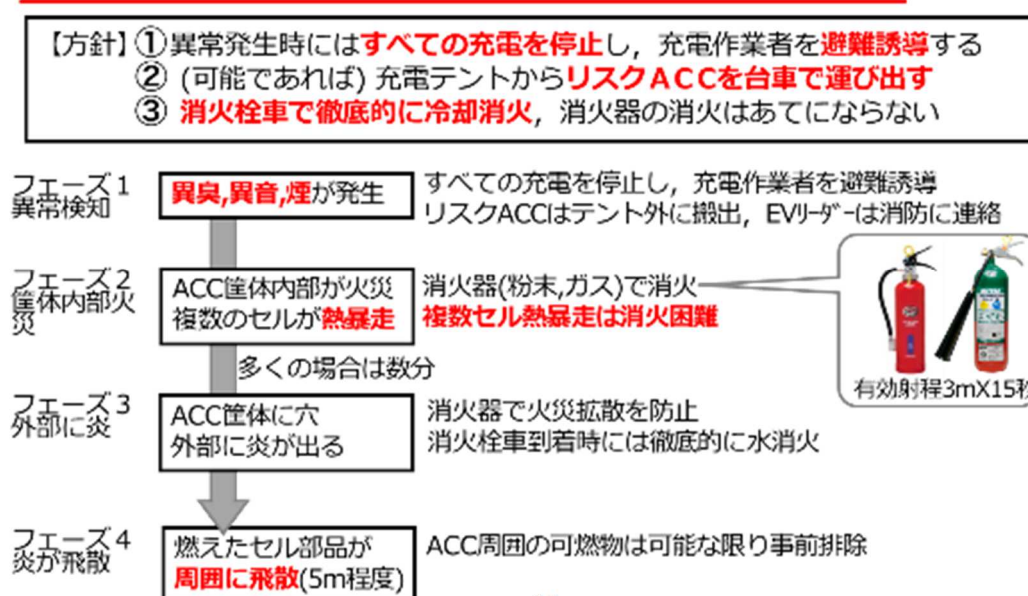 【方針】①異常発生時にはすべての充電を停止し，充電作業者を避難誘導する
② (可能であれば) 充電テントからリスクACCを台車で運び出す
③ 消火栓車で徹底的に冷却消火，消火器の消火はあてにならない
フェーズ1
異常検知
異臭,異音,煙が発生
すべての充電を停止し，充電作業者を避難誘導
リスクACCはテント外に搬出，EVリーダーは消防に連絡
フェーズ2
筐体内部火
災
ACC筐体内部が火災
複数のセルが熱暴走
消火器(粉末,ガス)で消火
複数セル熱暴走は消火困難
有効射程3mX15秒
多くの場合は数分
フェーズ3
外部に炎
ACC筐体に穴
外部に炎が出る
消火器で火災拡散を防止
消火栓車到着時には徹底的に水消火
フェーズ4
炎が飛散
燃えたセル部品が
周囲に飛散(5m程度)
ACC周囲の可燃物は可能な限り事前排除